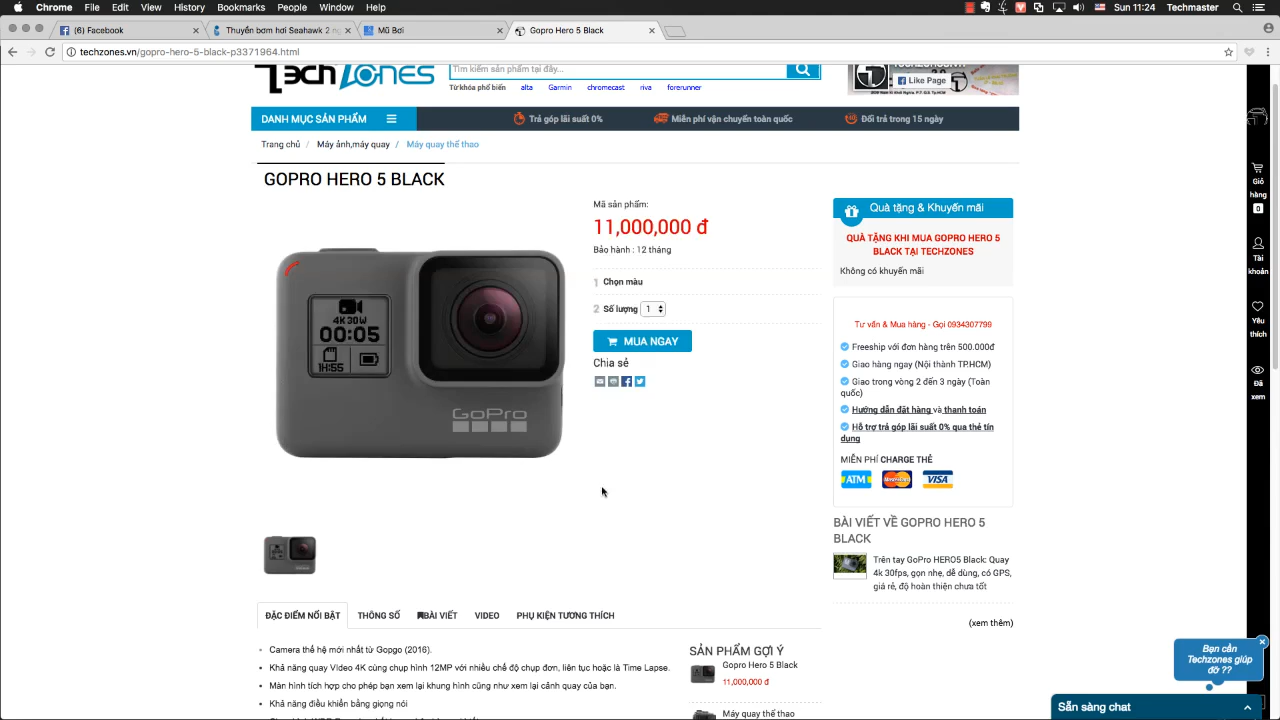 Chrome File Edit View History Bookmarks People Window Help
Sun 11:24 Techmaster
(6) Facebook
Thuyền bơm hơi Seahawk 2 ng
Mũ Bơi
Gopro Hero 5 Black
techzones.vn/gopro-hero-5-black-p3371964.html
TechZones
Tìm kiếm sản phẩm tại đây...
Từ khóa phổ biến alta Garmin chromecast riva forerunner
Like Page
DANH MỤC SẢN PHẨM
Trả góp lãi suất 0%
Miễn phí vận chuyển toàn quốc
Đổi trả trong 15 ngày
Trang chủ / Máy ảnh,máy quay / Máy quay thể thao
GOPRO HERO 5 BLACK
4K30W
00:05
1H:55
GoPro
Mã sản phẩm:
11,000,000 đ
Bảo hành : 12 tháng
1 Chọn màu
2 Số lượng 1
MUA NGAY
Chia sẻ
Quà tặng & Khuyến mãi
QUÀ TẶNG KHI MUA GOPRO HERO 5
BLACK TẠI TECHZONES
Không có khuyến mãi
Tư vấn & Mua hàng - Gọi 0934307799
Freeship với đơn hàng trên 500.000đ
Giao hàng ngay (Nội thành TP.HCM)
Giao trong vòng 2 đến 3 ngày (Toàn
quốc)
Hướng dẫn đặt hàng và thanh toán
Hỗ trợ trả góp lãi suất 0% qua thẻ tín
dụng
MIỄN PHÍ CHARGE THẺ
ATM MasterCard VISA
BÀI VIẾT VỀ GOPRO HERO 5
BLACK
Trên tay GoPro HERO5 Black: Quay
4k 30fps, gọn nhẹ, dễ dùng, có GPS,
giá rẻ, độ hoàn thiện chưa tốt
(xem thêm)
Giỏ
hàng
0
Tài
khoản
Yêu
thích
Đã
xem
ĐẶC ĐIỂM NỔI BẬT THÔNG SỐ BÀI VIẾT VIDEO PHỤ KIỆN TƯƠNG THÍCH
Camera thế hệ mới nhất từ Gopgo (2016).
Khả năng quay Video 4K cùng chụp hình 12MP với nhiều chế độ chụp đơn, liên tục hoặc là Time Lapse.
Màn hình tích hợp cho phép bạn xem lại khung hình cũng như xem lại cảnh quay của bạn.
Khả năng điều khiển bằng giọng nói
SẢN PHẨM GỢI Ý
Gopro Hero 5 Black
11,000,000 đ
Máy quay thể thao
Bạn cần
Techzones giúp
đỡ ??
Sẵn sàng chat